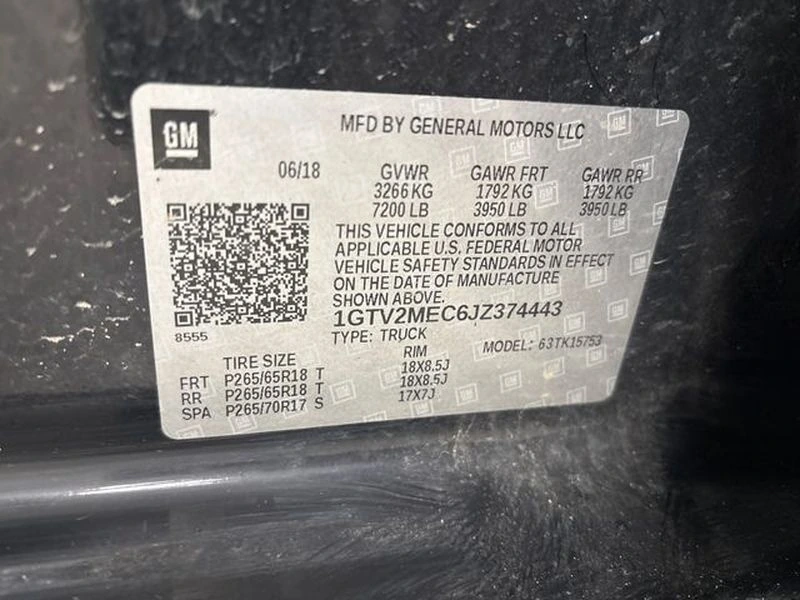 GM
MFD BY GENERAL MOTORS LLC
06/18 GVWR GAWR FRT GAWR RR
3266 KG 1792 KG 1792 KG
7200 LB 3950 LB 3950 LB
THIS VEHICLE CONFORMS TO ALL
APPLICABLE U.S. FEDERAL MOTOR
VEHICLE SAFETY STANDARDS IN EFFECT
ON THE DATE OF MANUFACTURE
SHOWN ABOVE.
1GTV2MEC6JZ374443
8555
TYPE: TRUCK MODEL: 63TK15753
TIRE SIZE RIM
FRT P265/65R18 T 18X8.5J
RR P265/65R18 T 18X8.5J
SPA P265/70R17 S 17X7J